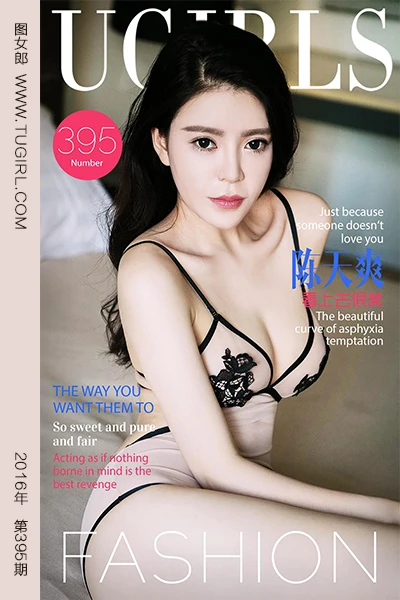 UGIRLS
图女郎 WWW.TUGIRL.COM
395
Number
Just because
someone doesn't
love you
陈大爽
The beautiful
curve of asphyxia
temptation
THE WAY YOU
WANT THEM TO
So sweet and pure
and fair
Acting as if nothing
borne in mind is the
best revenge
FASHION
2016年 第395期